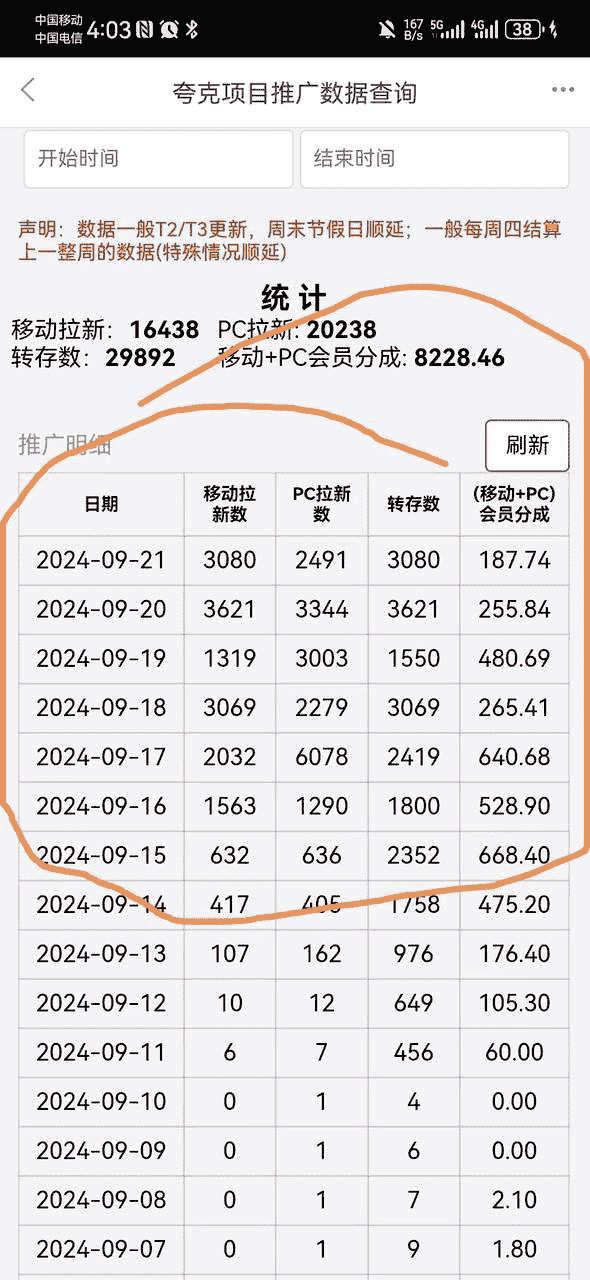 中国移动
中国电信 4:03 167 B/s 5G 4G 38
夸克项目推广数据查询
开始时间 结束时间
声明：数据一般T2/T3更新，周末节假日顺延；一般每周四结算
上一整周的数据(特殊情况顺延)
统 计
移动拉新：16438 PC拉新: 20238
转存数：29892 移动+PC会员分成: 8228.46
推广明细 刷新
日期 移动拉新数 PC拉新数 转存数 (移动+PC)会员分成
2024-09-21 3080 2491 3080 187.74
2024-09-20 3621 3344 3621 255.84
2024-09-19 1319 3003 1550 480.69
2024-09-18 3069 2279 3069 265.41
2024-09-17 2032 6078 2419 640.68
2024-09-16 1563 1290 1800 528.90
2024-09-15 632 636 2352 668.40
2024-09-14 417 405 1758 475.20
2024-09-13 107 162 976 176.40
2024-09-12 10 12 649 105.30
2024-09-11 6 7 456 60.00
2024-09-10 0 1 4 0.00
2024-09-09 0 1 6 0.00
2024-09-08 0 1 7 2.10
2024-09-07 0 1 9 1.80